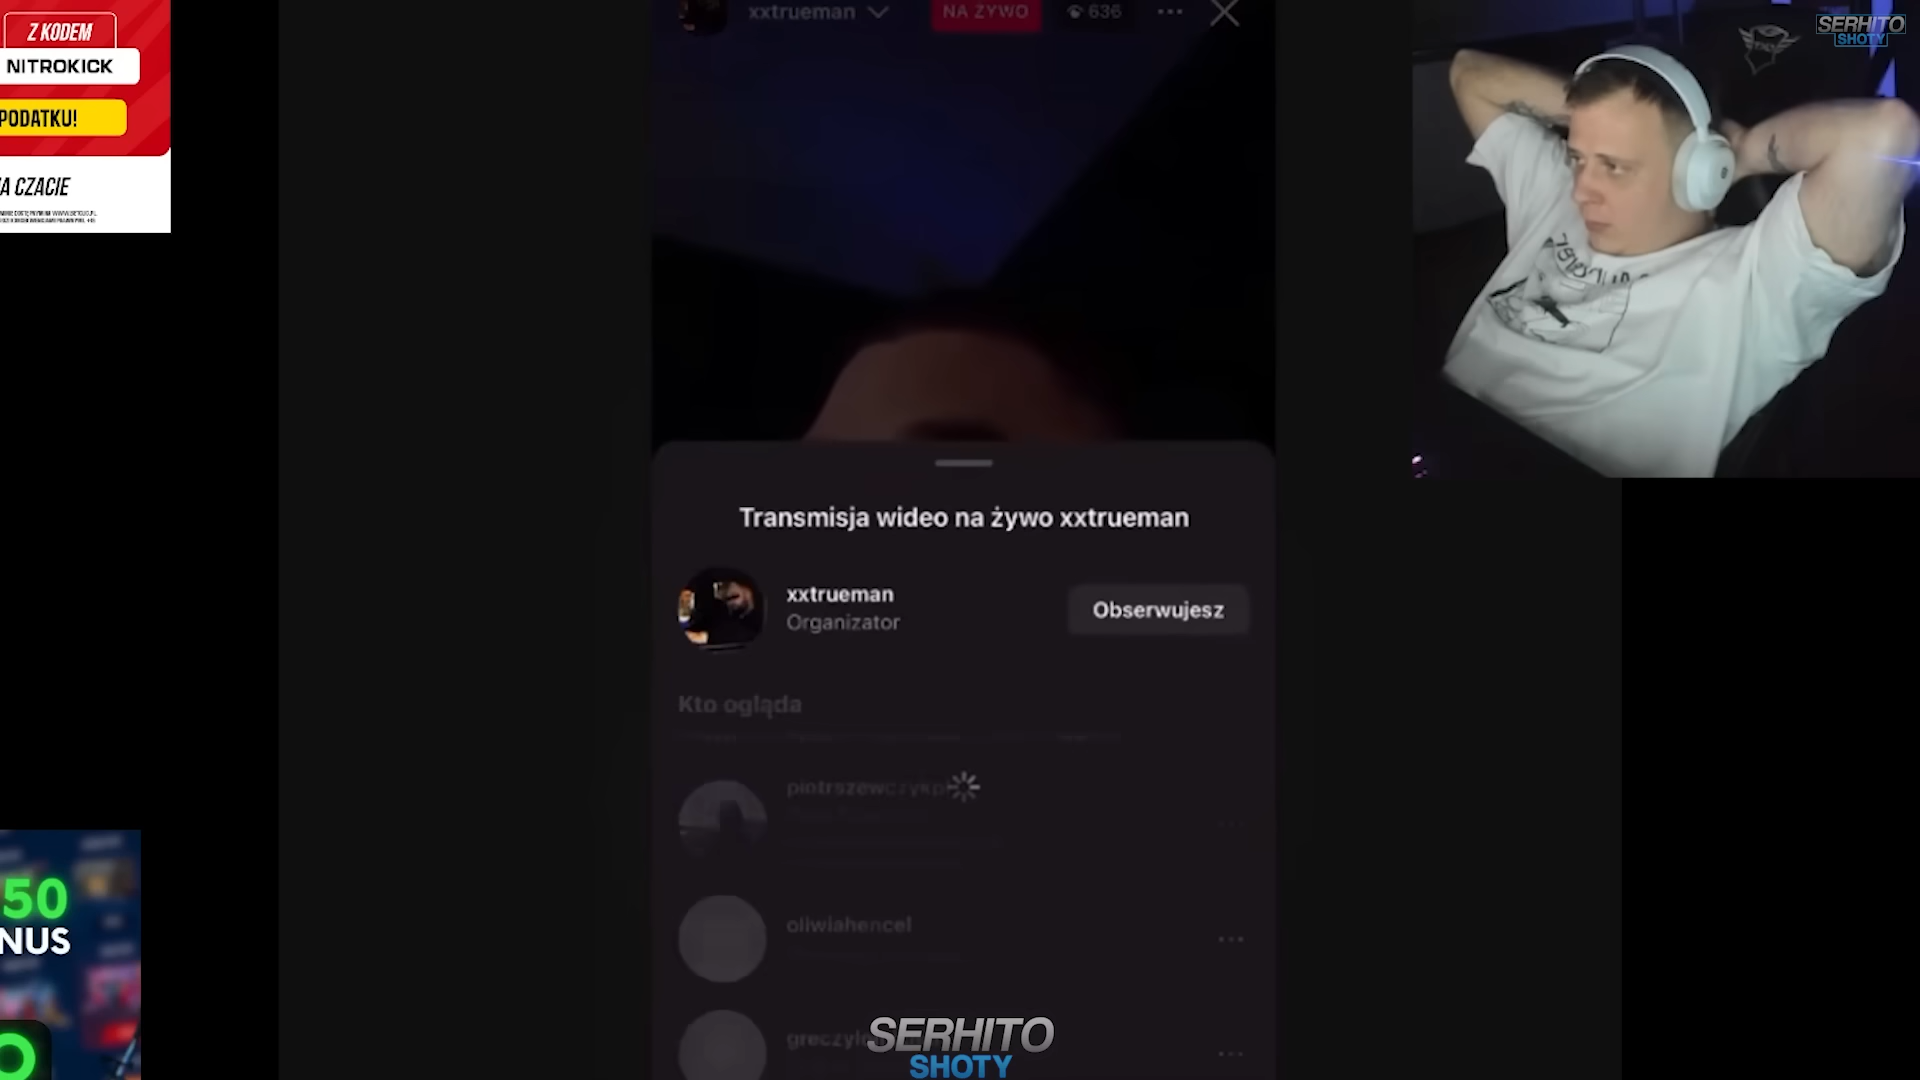 Z KODEM
NITROKICK
PODATKU!
A CZACIE
xxtrueman
NA ŻYWO
636
SERHITO
SHOTY
Transmisja wideo na żywo xxtrueman
xxtrueman
Organizator
Obserwujesz
Kto ogląda
oliwiahencel
50
NUS
SERHITO
SHOTY